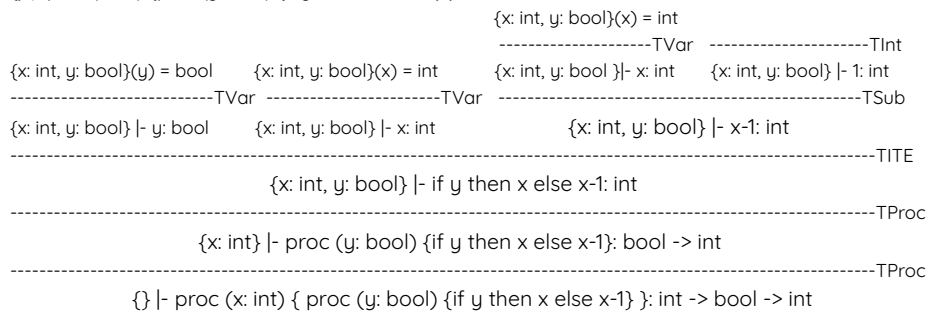 {x: int, y: bool}(x) = int
---------------------TVar ----------------------TInt
{x: int, y: bool}(y) = bool {x: int, y: bool}(x) = int {x: int, y: bool }|- x: int {x: int, y: bool} |- 1: int
----------------------------TVar ------------------------TVar --------------------------------------------------TSub
{x: int, y: bool} |- y: bool {x: int, y: bool} |- x: int {x: int, y: bool} |- x-1: int
------------------------------------------------------------------------------------------------------------------------TITE
{x: int, y: bool} |- if y then x else x-1: int
------------------------------------------------------------------------------------------------------------------------TProc
{x: int} |- proc (y: bool) {if y then x else x-1}: bool -> int
------------------------------------------------------------------------------------------------------------------------TProc
{} |- proc (x: int) { proc (y: bool) {if y then x else x-1} }: int -> bool -> int